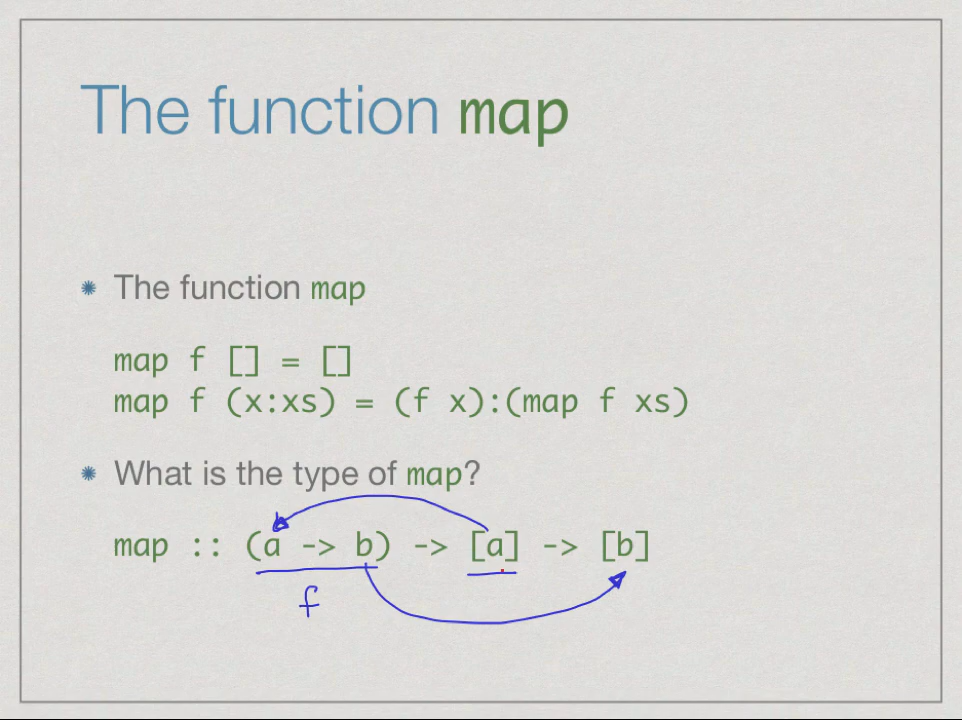 The function map
The function map
map f [] = []
map f (x:xs) = (f x):(map f xs)
What is the type of map?
map :: (a -> b) -> [a] -> [b]
f